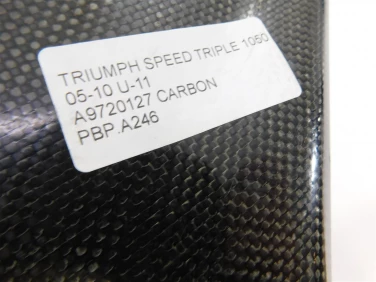 TRIUMPH SPEED TRIPLE 1050
05-10 U-11
A9720127 CARBON
PBP.A246